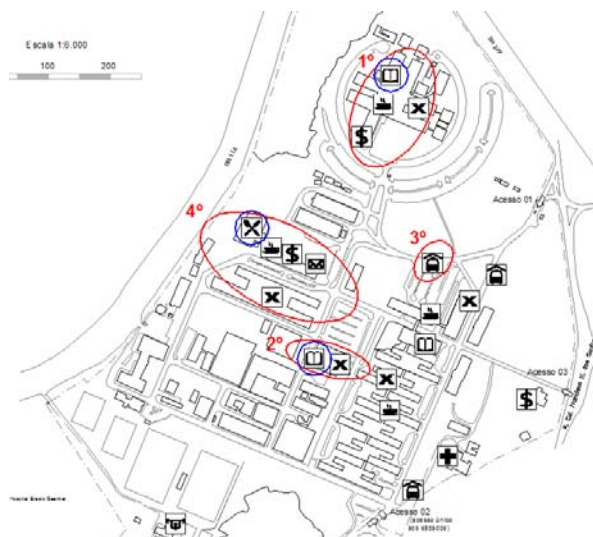 Escala 1:6.000
100
200
1º
$
Acesso 01
4º
$
3º
2º
Acesso 03
$
Acesso 02